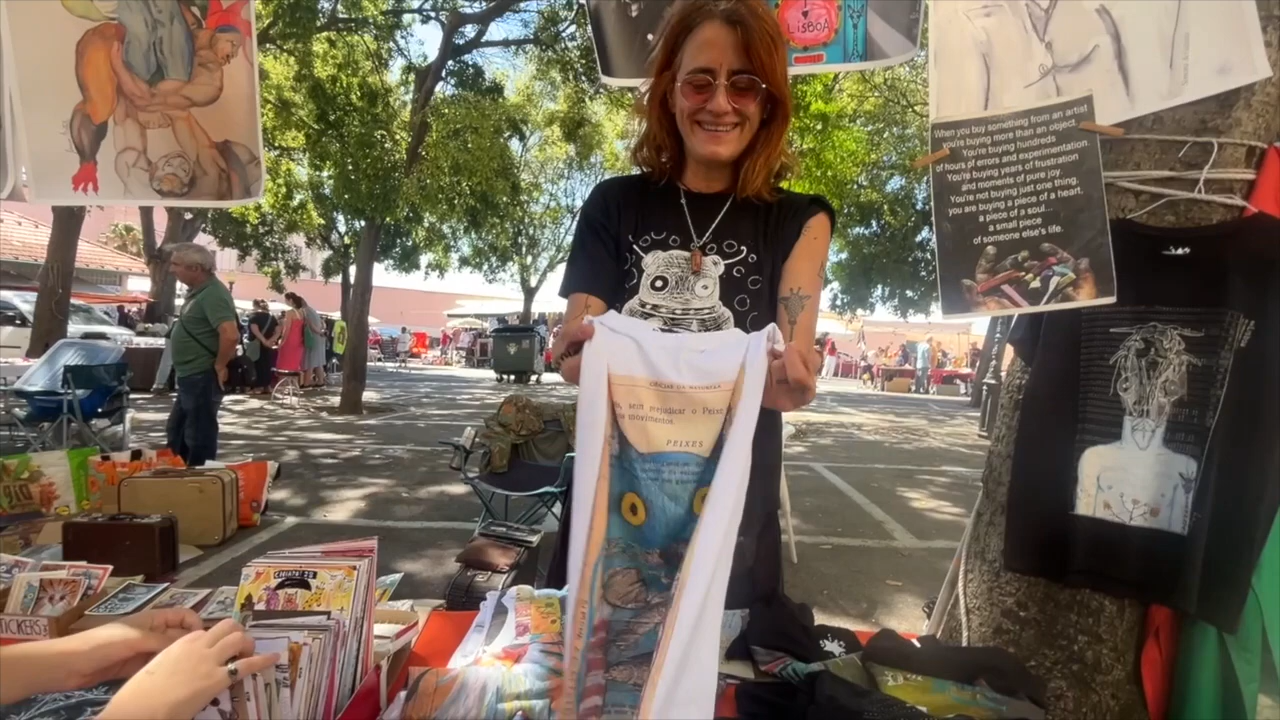 LISBOA
When you buy something from an artist
you're buying more than an object.
You're buying hundreds
of hours of errors and experimentation.
You're buying years of frustration
and moments of pure joy.
You're not buying just one thing,
you are buying a piece of a heart,
a piece of a soul...
a small piece
of someone else's life.
sem prejudicar o Peixe
movimentos.
PEIXES
STICKERS